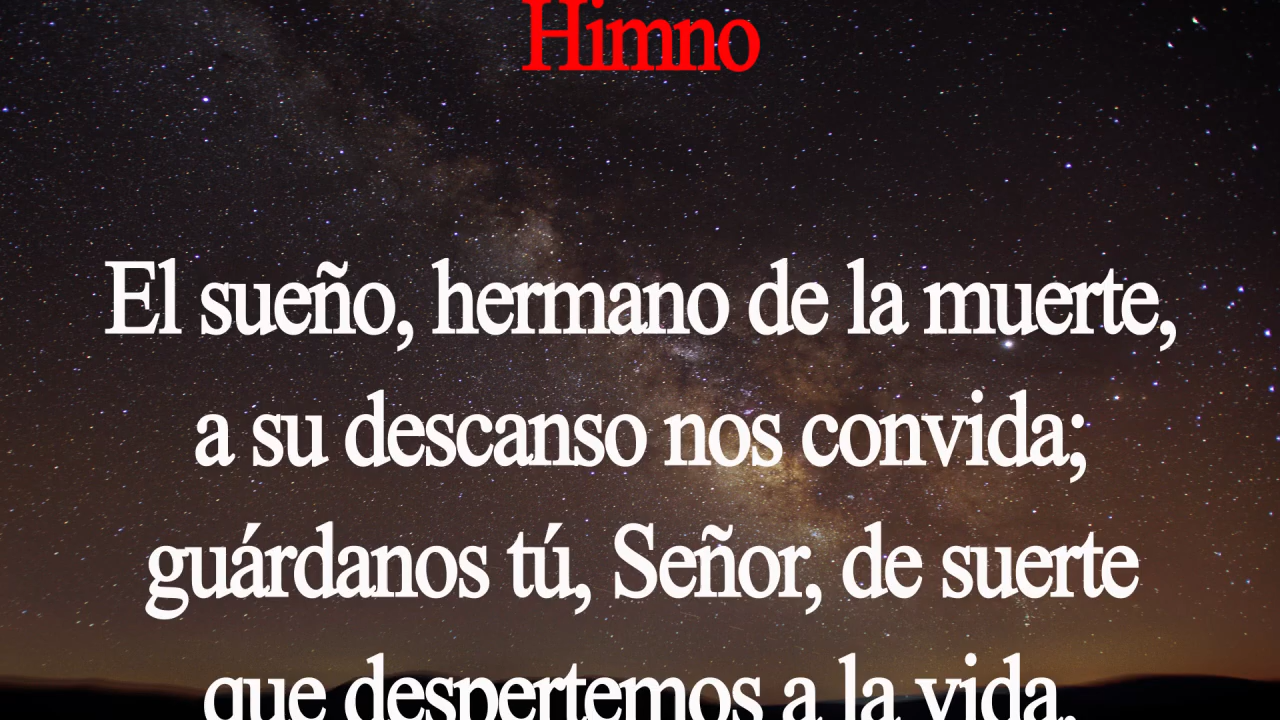 Himno
El sueño, hermano de la muerte,
a su descanso nos convida;
guárdanos tú, Señor, de suerte
que despertemos a la vida.